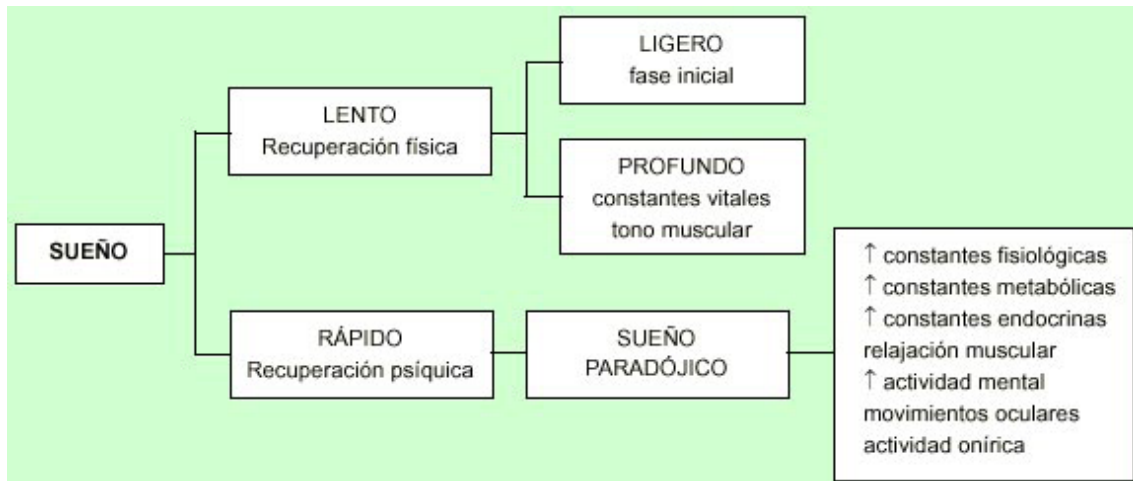 SUEÑO
LENTO
Recuperación física
LIGERO
fase inicial
PROFUNDO
constantes vitales
tono muscular
RÁPIDO
Recuperación psíquica
SUEÑO
PARADÓJICO
↑ constantes fisiológicas
↑ constantes metabólicas
↑ constantes endocrinas
relajación muscular
↑ actividad mental
movimientos oculares
actividad onírica